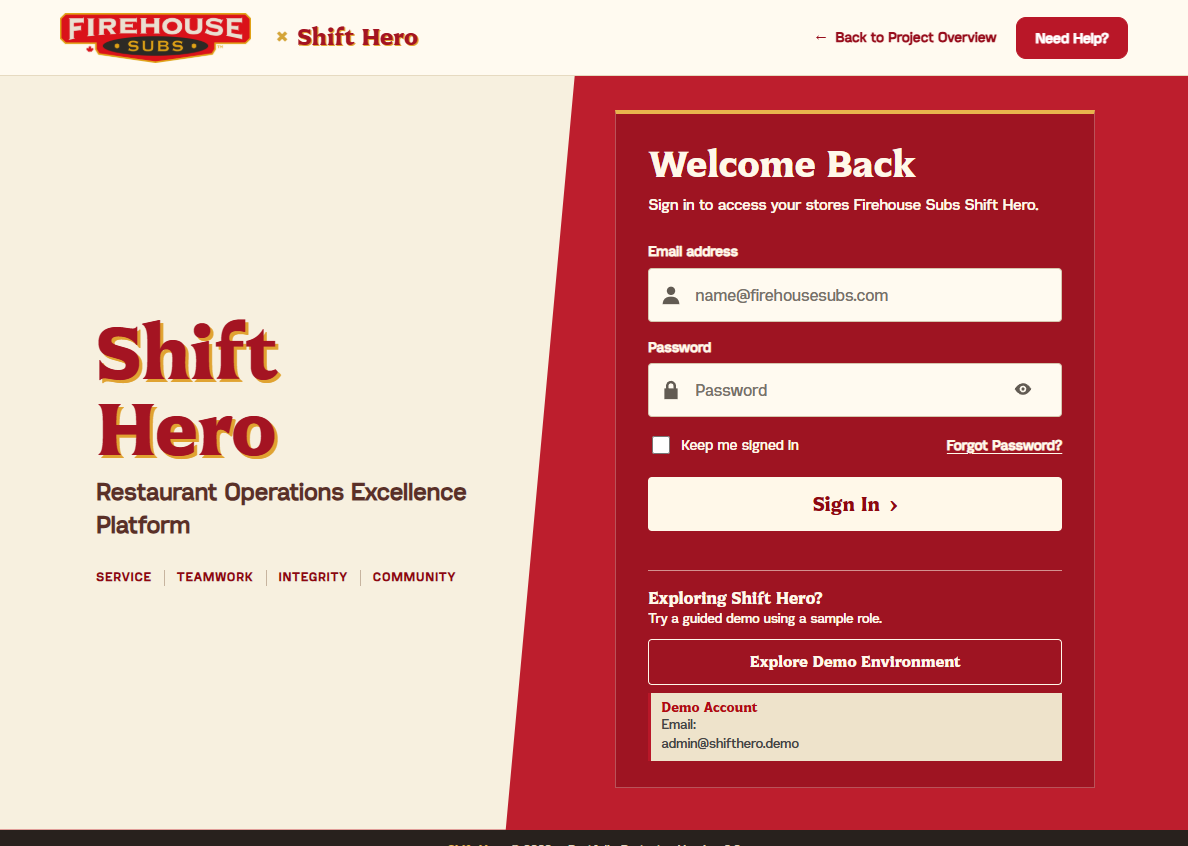 FIREHOUSE
SUBS
× Shift Hero
← Back to Project Overview
Need Help?
Shift
Hero
Restaurant Operations Excellence
Platform
SERVICE | TEAMWORK | INTEGRITY | COMMUNITY
Welcome Back
Sign in to access your stores Firehouse Subs Shift Hero.
Email address
name@firehousesubs.com
Password
Password
Keep me signed in
Forgot Password?
Sign In ›
Exploring Shift Hero?
Try a guided demo using a sample role.
Explore Demo Environment
Demo Account
Email:
admin@shifthero.demo